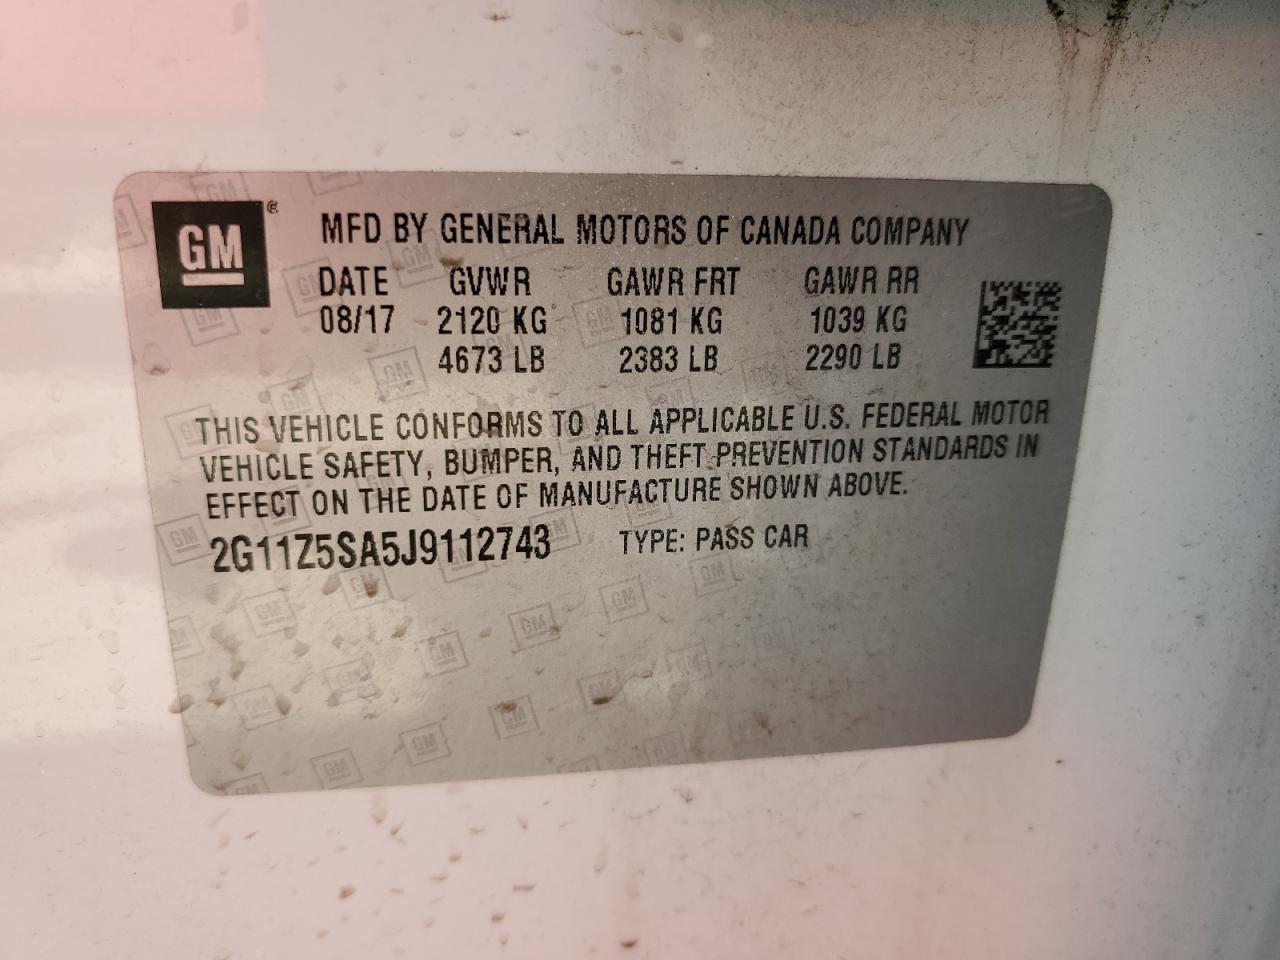 GM ® MFD BY GENERAL MOTORS OF CANADA COMPANY
DATE GVWR GAWR FRT GAWR RR
08/17 2120 KG 1081 KG 1039 KG
4673 LB 2383 LB 2290 LB
THIS VEHICLE CONFORMS TO ALL APPLICABLE U.S. FEDERAL MOTOR
VEHICLE SAFETY, BUMPER, AND THEFT PREVENTION STANDARDS IN
EFFECT ON THE DATE OF MANUFACTURE SHOWN ABOVE.
2G11Z5SA5J9112743 TYPE: PASS CAR